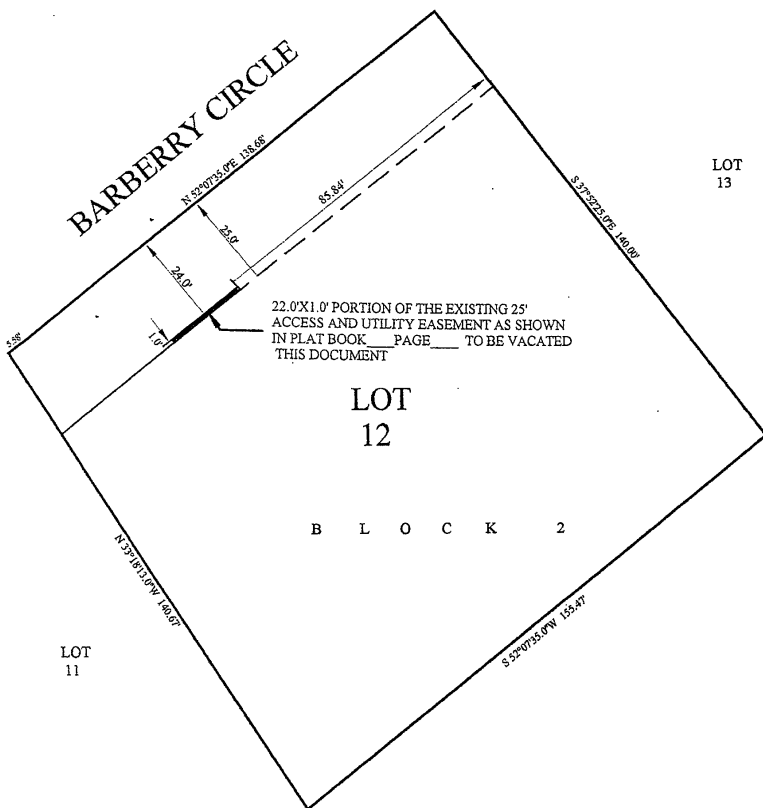 BARBERRY CIRCLE
N 52°07'35.0"E 138.68'
85.84'
25.0'
24.0'
1.0'
5.58'
LOT
13
S 37°52'25.0"E 140.00'
22.0'X1.0' PORTION OF THE EXISTING 25'
ACCESS AND UTILITY EASEMENT AS SHOWN
IN PLAT BOOK___PAGE___ TO BE VACATED
THIS DOCUMENT
LOT
12
BLOCK 2
N 33°18'13.0"W 140.67'
S 52°07'35.0"W 155.47'
LOT
11